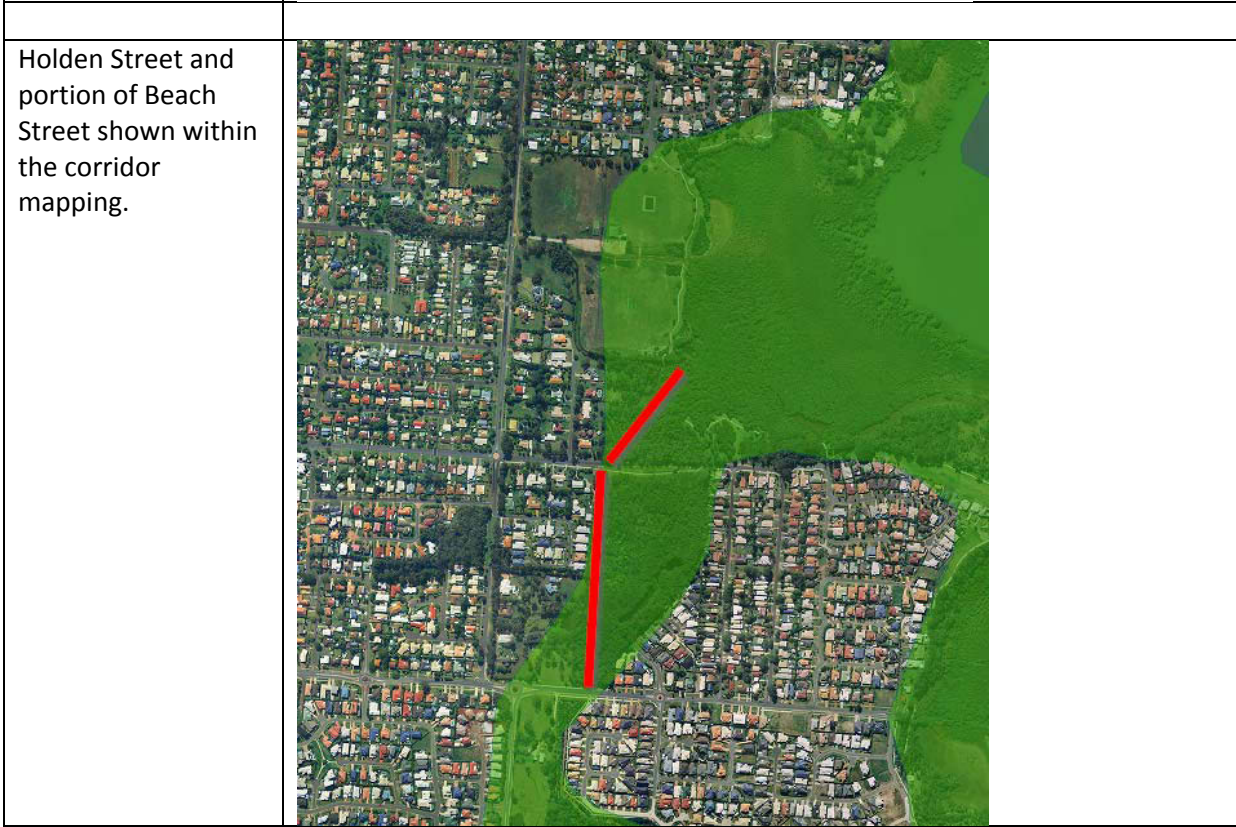 Holden Street and
portion of Beach
Street shown within
the corridor
mapping.